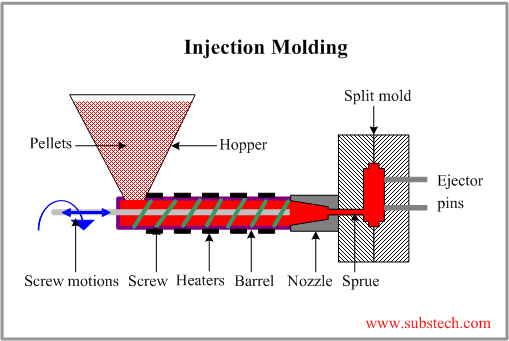 Injection Molding
Split mold
Pellets
Hopper
Ejector
pins
Screw motions
Screw
Heaters
Barrel
Nozzle
Sprue
www.substech.com